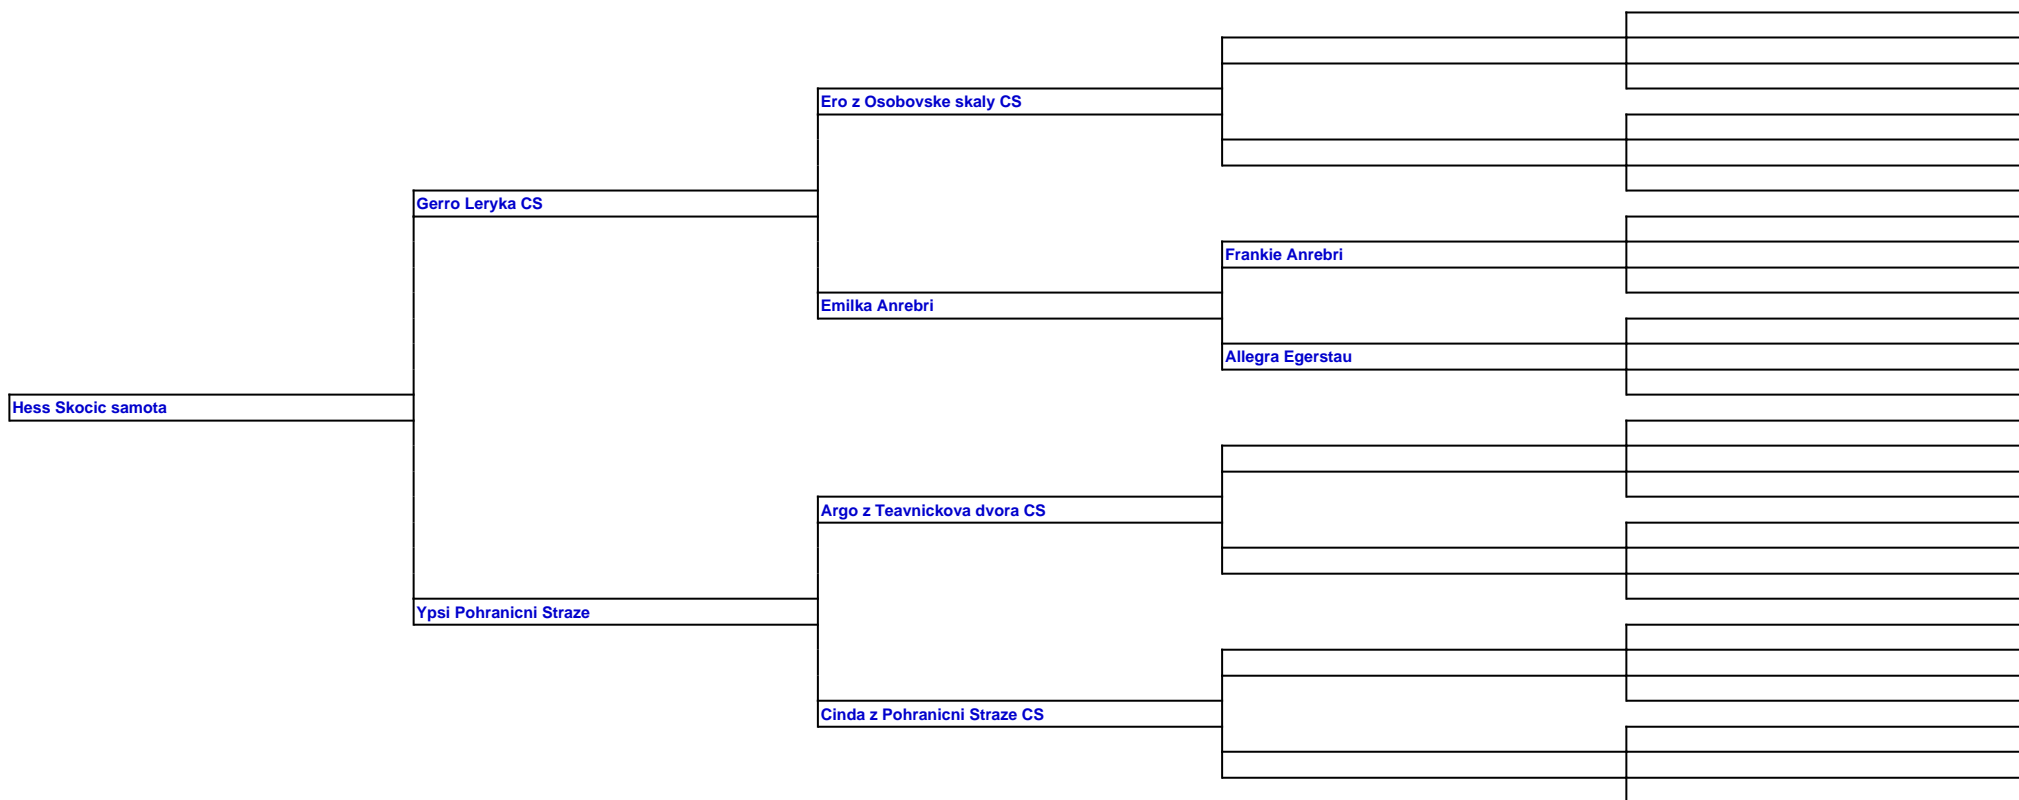 Ero z Osobovske skaly CS
Gerro Leryka CS
Frankie Anrebri
Emilka Anrebri
Allegra Egerstau
Hess Skocic samota
Argo z Teavnickova dvora CS
Ypsi Pohranicni Straze
Cinda z Pohranicni Straze CS